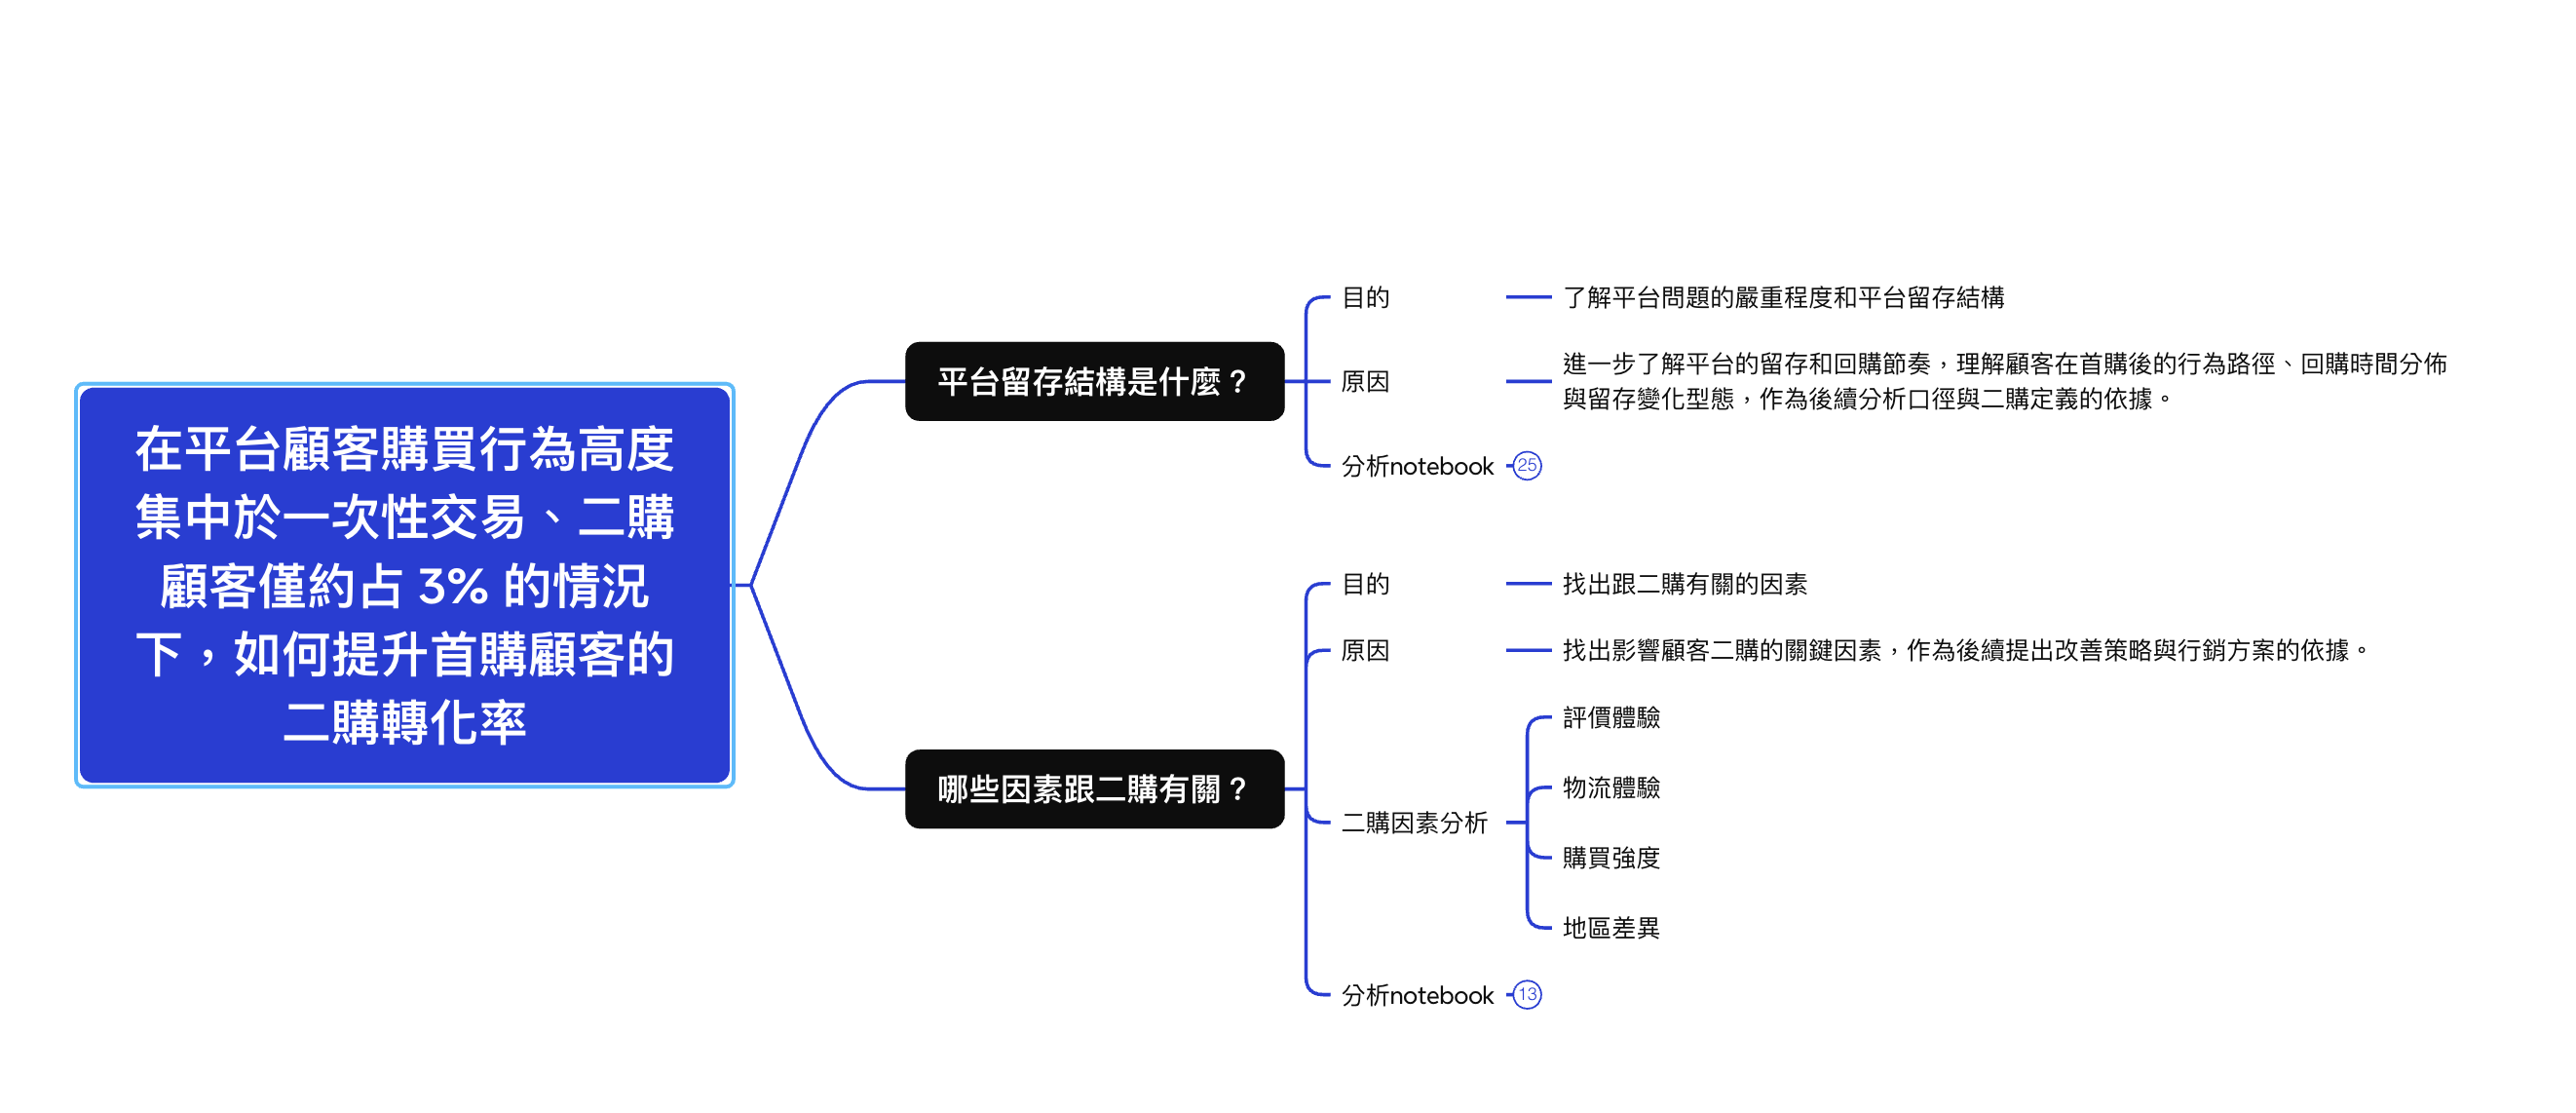 在平台顧客購買行為高度
集中於一次性交易、二購
顧客僅約占 3% 的情況
下，如何提升首購顧客的
二購轉化率
平台留存結構是什麼？
目的
了解平台問題的嚴重程度和平台留存結構
原因
進一步了解平台的留存和回購節奏，理解顧客在首購後的行為路徑、回購時間分佈
與留存變化型態，作為後續分析口徑與二購定義的依據。
分析notebook
25
哪些因素跟二購有關？
目的
找出跟二購有關的因素
原因
找出影響顧客二購的關鍵因素，作為後續提出改善策略與行銷方案的依據。
二購因素分析
評價體驗
物流體驗
購買強度
地區差異
分析notebook
13